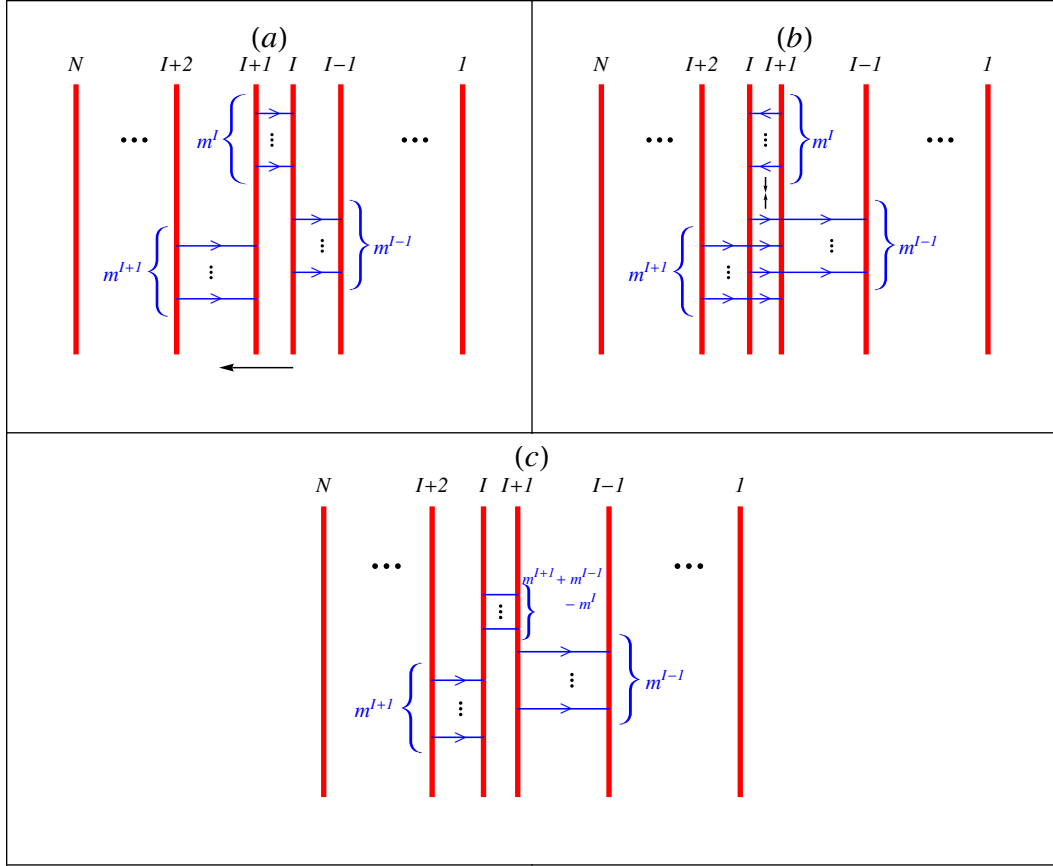 (a)
N I+2 I+1 I I−1 1
m^I
m^{I−1}
m^{I+1}
(b)
N I+2 I I+1 I−1 1
m^I
m^{I−1}
m^{I+1}
(c)
N I+2 I I+1 I−1 1
m^{I+1} + m^{I−1}
− m^I
m^{I−1}
m^{I+1}